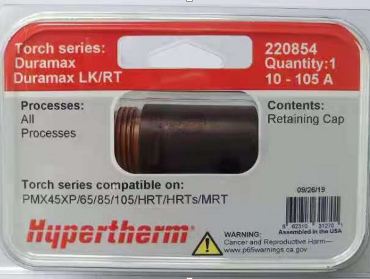 Torch series:
Duramax
Duramax LK/RT
220854
Quantity:1
10 - 105 A
Processes:
All
Processes
Contents:
Retaining Cap
Torch series compatible on:
PMX45XP/65/85/105/HRT/HRTs/MRT
09/26/19
Assembled in the USA
Hypertherm®
WARNING:
Cancer and Reproductive Harm—
www.p65warnings.ca.gov